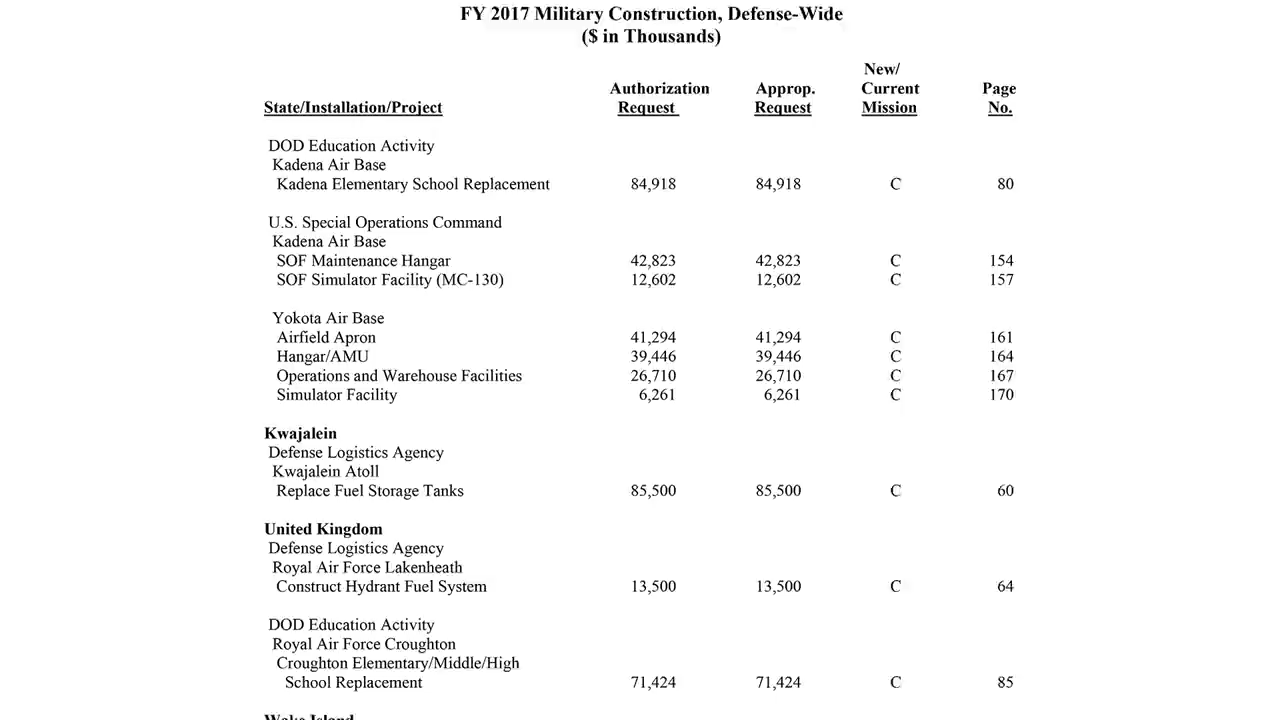 FY 2017 Military Construction, Defense-Wide
($ in Thousands)
New/
Authorization Approp. Current Page
State/Installation/Project Request Request Mission No.
DOD Education Activity
Kadena Air Base
Kadena Elementary School Replacement 84,918 84,918 C 80
U.S. Special Operations Command
Kadena Air Base
SOF Maintenance Hangar 42,823 42,823 C 154
SOF Simulator Facility (MC-130) 12,602 12,602 C 157
Yokota Air Base
Airfield Apron 41,294 41,294 C 161
Hangar/AMU 39,446 39,446 C 164
Operations and Warehouse Facilities 26,710 26,710 C 167
Simulator Facility 6,261 6,261 C 170
Kwajalein
Defense Logistics Agency
Kwajalein Atoll
Replace Fuel Storage Tanks 85,500 85,500 C 60
United Kingdom
Defense Logistics Agency
Royal Air Force Lakenheath
Construct Hydrant Fuel System 13,500 13,500 C 64
DOD Education Activity
Royal Air Force Croughton
Croughton Elementary/Middle/High
School Replacement 71,424 71,424 C 85
Wake Island